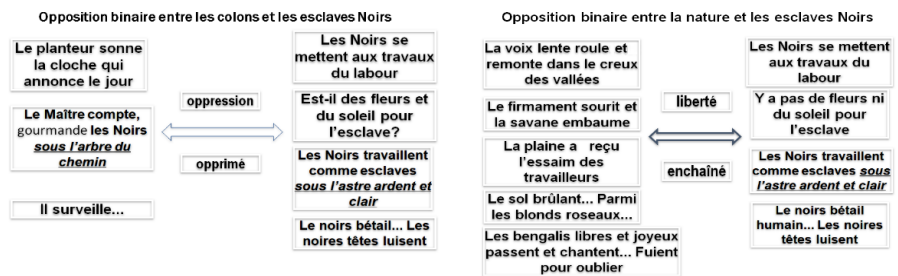 Opposition binaire entre les colons et les esclaves Noirs
Le planteur sonne
la cloche qui
annonce le jour
Le Maître compte,
gourmande les Noirs
sous l'arbre du
chemin
Il surveille...
oppression
opprimé
Les Noirs se
mettent aux travaux
du labour
Est-il des fleurs et
du soleil pour
l'esclave?
Les Noirs travaillent
comme esclaves
sous l'astre ardent et
clair
Le noirs bétail... Les
noires têtes luisent
Opposition binaire entre la nature et les esclaves Noirs
La voix lente roule et
remonte dans le creux
des vallées
Le firmament sourit et
la savane embaume
La plaine a reçu
l'essaim des
travailleurs
Le sol brûlant... Parmi
les blonds roseaux...
Les bengalis libres et joyeux
passent et chantent... Fuient
pour oublier
liberté
enchaîné
Les Noirs se mettent
aux travaux du
labour
Y a pas de fleurs ni
du soleil pour
l'esclave
Les Noirs travaillent
comme esclaves sous
l'astre ardent et clair
Le noirs bétail
humain... Les noires
têtes luisent